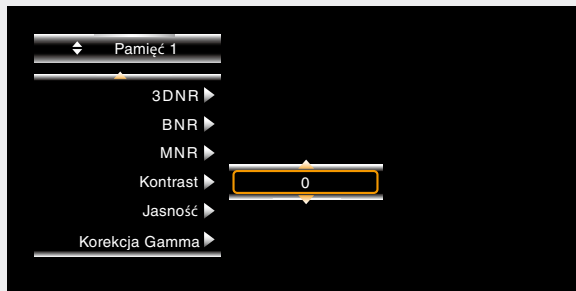 Pamięć 1
3DNR
BNR
MNR
Kontrast
0
Jasność
Korekcja Gamma